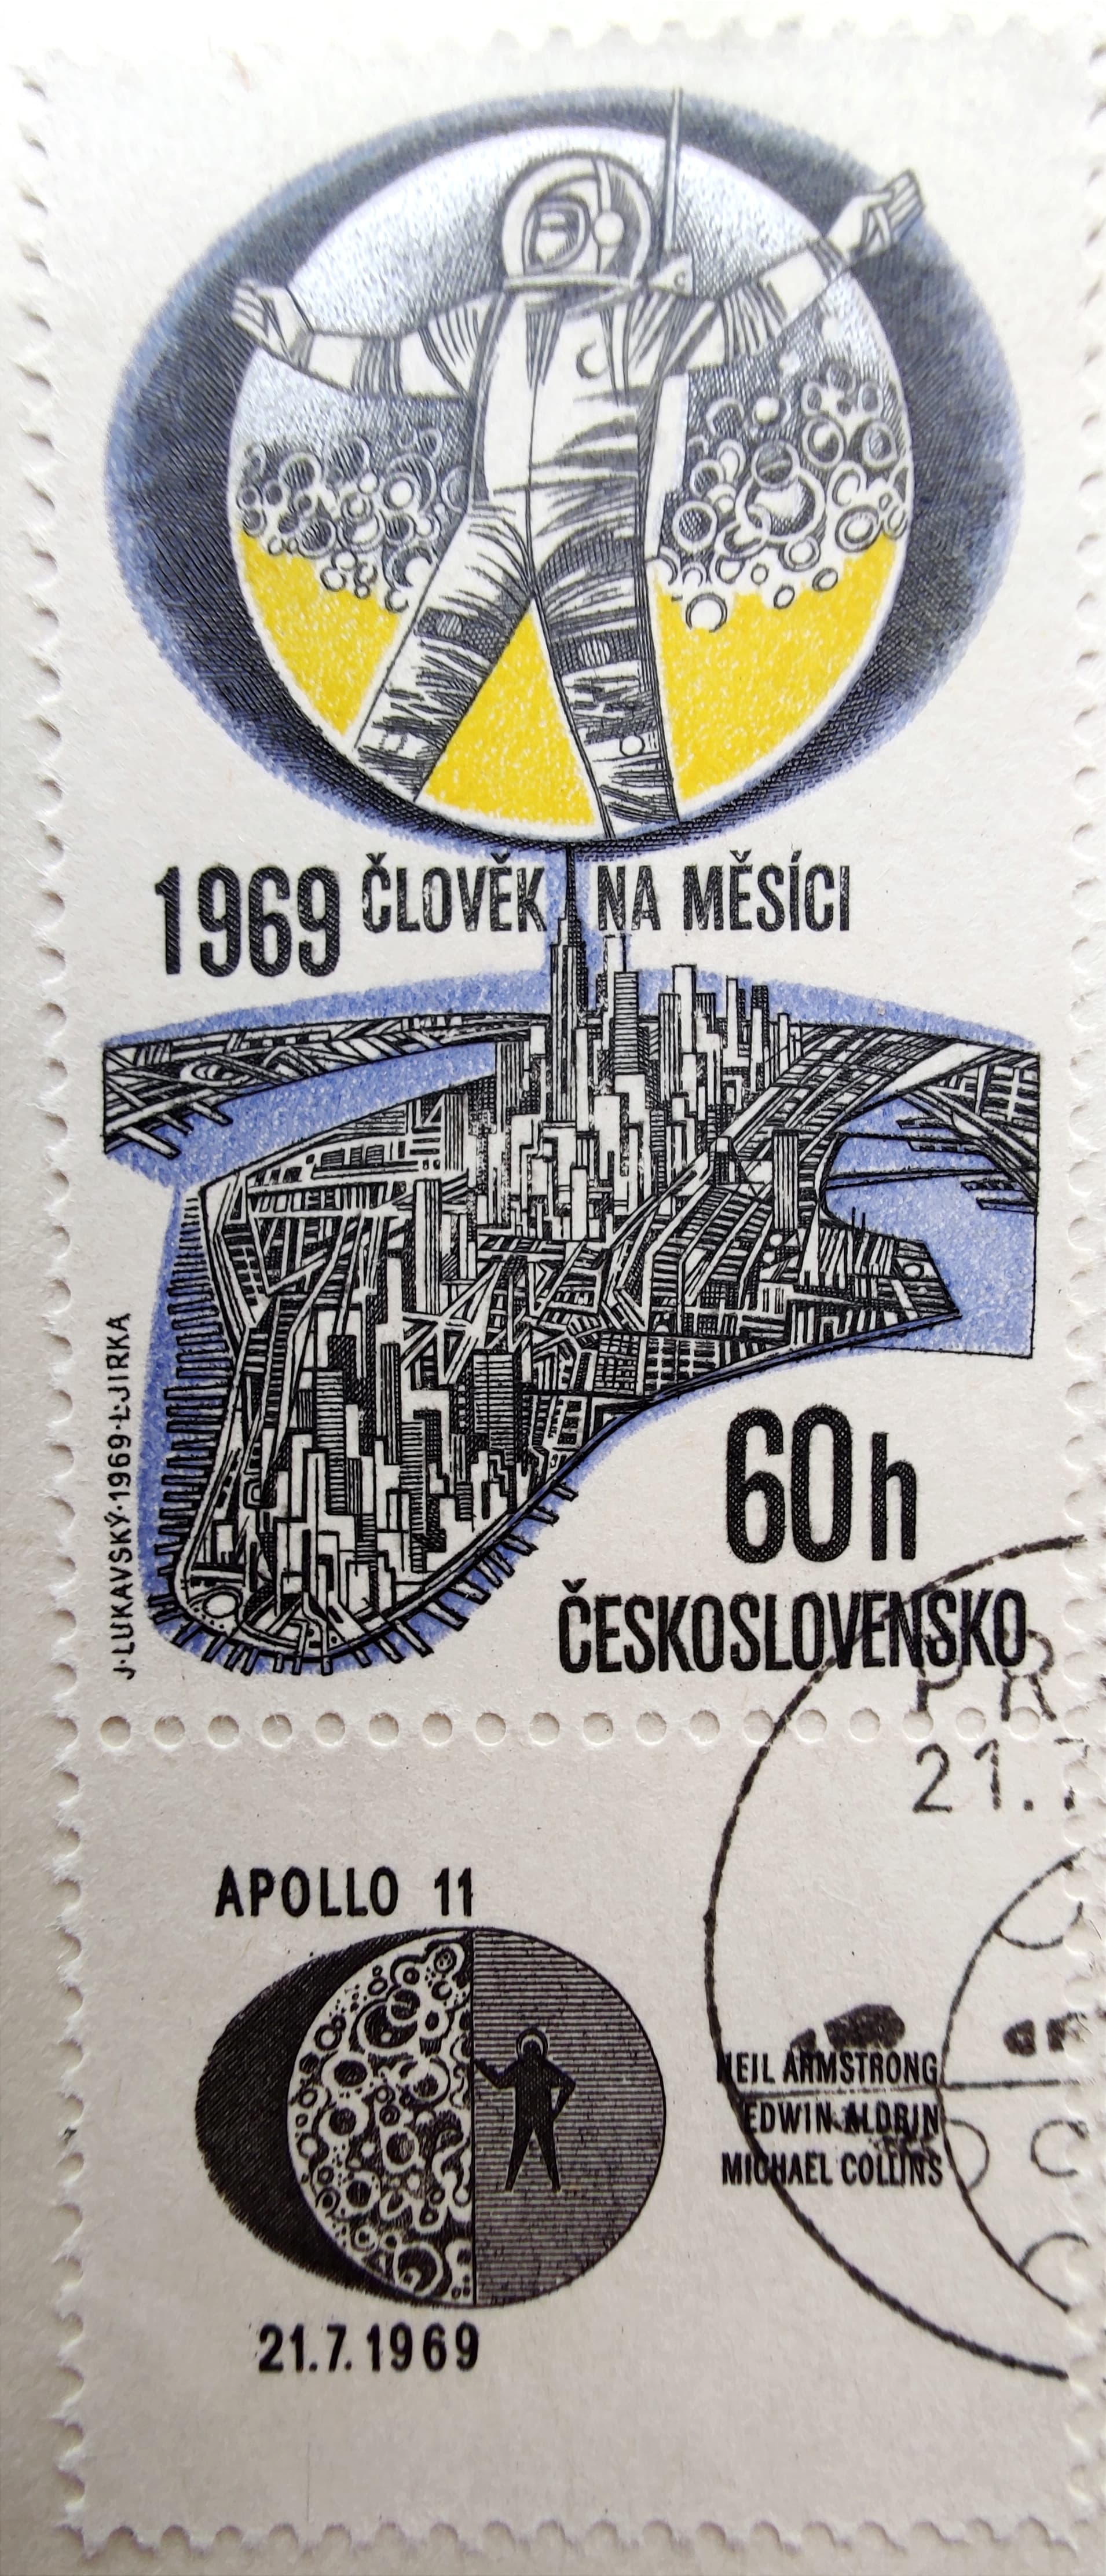 1969 ČLOVĚK NA MĚSÍCI
J·LUKAVSKÝ·1969·L·JIRKA
60h
ČESKOSLOVENSKO
PR
21.7
APOLLO 11
NEIL ARMSTRONG
EDWIN ALDRIN
MICHAEL COLLINS
21.7.1969